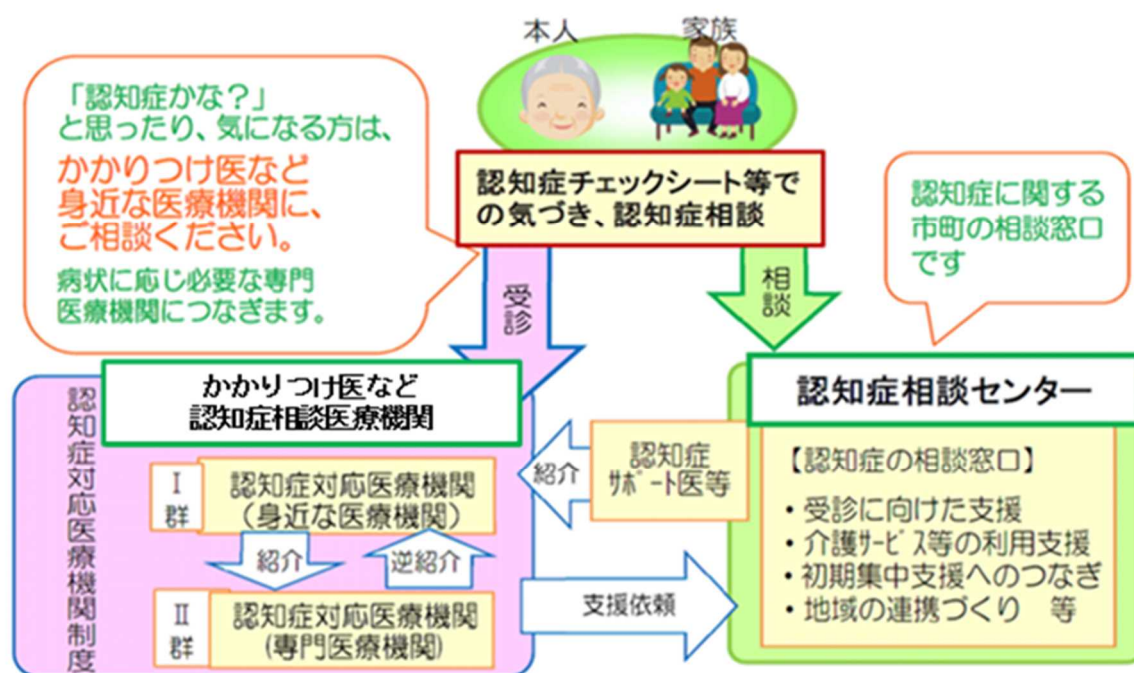 本人
家族
「認知症かな？」
と思ったり、気になる方は、
かかりつけ医など
身近な医療機関に、
ご相談ください。
病状に応じ必要な専門
医療機関につなぎます。
認知症チェックシート等で
の気づき、認知症相談
認知症に関する
市町の相談窓口
です
受診
相談
かかりつけ医など
認知症相談医療機関
認知症対応医療機関制度
Ⅰ群
認知症対応医療機関
（身近な医療機関）
紹介
逆紹介
Ⅱ群
認知症対応医療機関
(専門医療機関)
紹介
認知症
ｻﾎﾟｰﾄ医等
支援依頼
認知症相談センター
【認知症の相談窓口】
・受診に向けた支援
・介護ｻｰﾋﾞｽ等の利用支援
・初期集中支援へのつなぎ
・地域の連携づくり　等